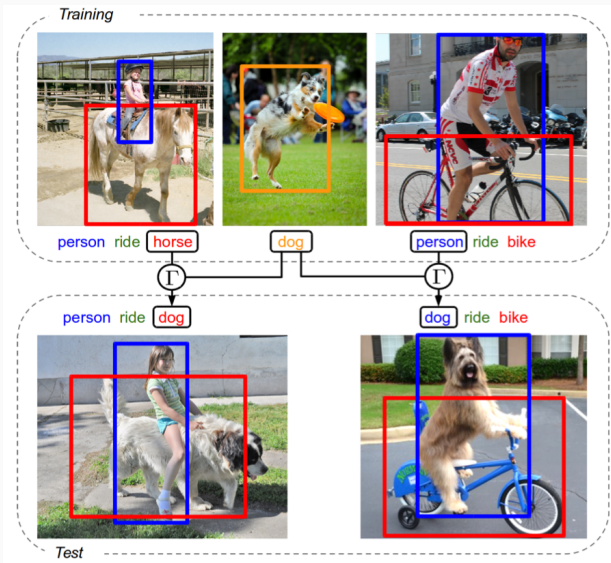 Training
person ride horse
dog
person ride bike
Γ
Γ
person ride dog
dog ride bike
Test